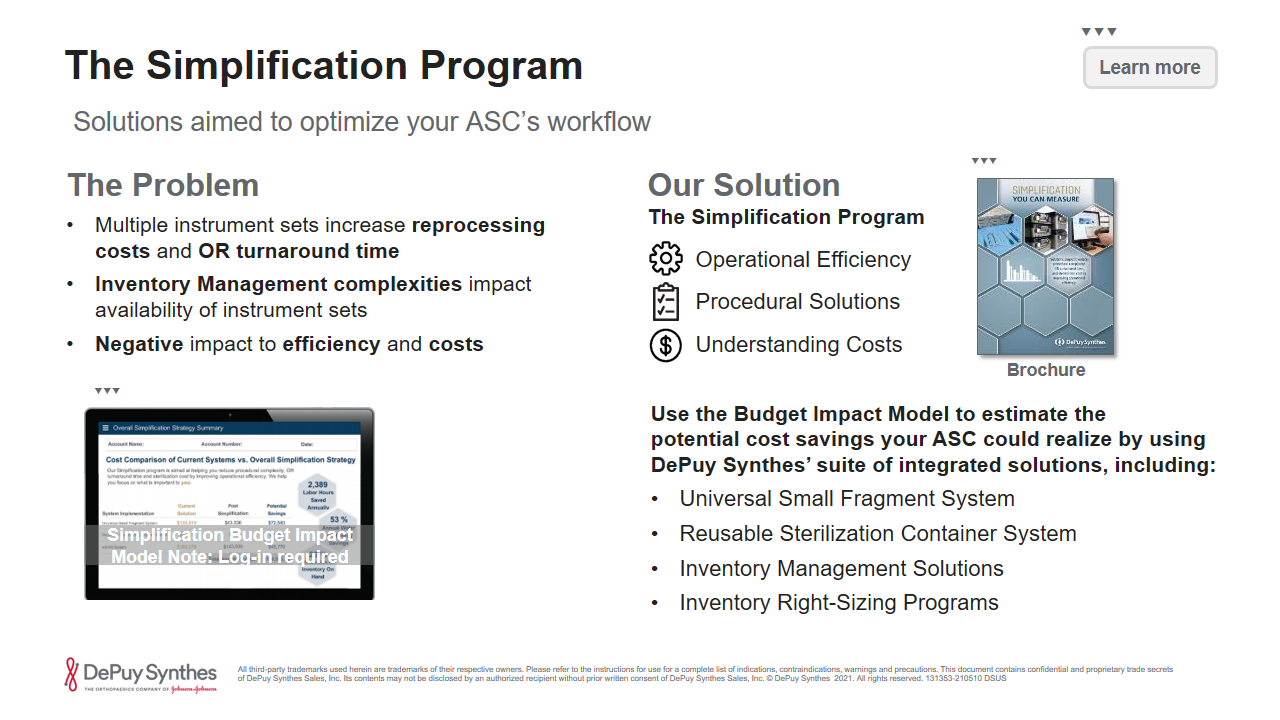 Learn more
The Simplification Program
Solutions aimed to optimize your ASC’s workflow
The Problem
• Multiple instrument sets increase reprocessing
costs and OR turnaround time
• Inventory Management complexities impact
availability of instrument sets
• Negative impact to efficiency and costs
Overall Simplification Strategy Summary
Account Name: Account Number: Date:
Cost Comparison of Current Systems vs. Overall Simplification Strategy
Our Simplification program is aimed at helping you reduce procedural complexity, OR
turnaround time and sterilization cost by improving operational efficiency. We help
you focus on what is important to you.
2,389
Labor Hours
Saved
Annually
Current
Solution
Post
Simplification
Potential
Savings
System Implementation
53 %
Simplification Budget Impact
Model Note: Log-in required
Inventory On
Hand
Our Solution
The Simplification Program
Operational Efficiency
Procedural Solutions
Understanding Costs
SIMPLIFICATION
YOU CAN MEASURE
DePuy Synthes
Brochure
Use the Budget Impact Model to estimate the
potential cost savings your ASC could realize by using
DePuy Synthes’ suite of integrated solutions, including:
• Universal Small Fragment System
• Reusable Sterilization Container System
• Inventory Management Solutions
• Inventory Right-Sizing Programs
DePuy Synthes
THE ORTHOPAEDICS COMPANY OF Johnson&Johnson
All third-party trademarks used herein are trademarks of their respective owners. Please refer to the instructions for use for a complete list of indications, contraindications, warnings and precautions. This document contains confidential and proprietary trade secrets
of DePuy Synthes Sales, Inc. Its contents may not be disclosed by an authorized recipient without prior written consent of DePuy Synthes Sales, Inc. © DePuy Synthes 2021. All rights reserved. 131353-210510 DSUS